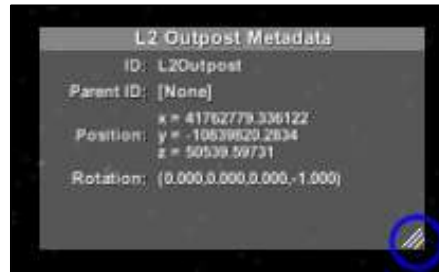 L2 Outpost Metadata
ID: L2Outpost
Parent ID: [None]
x = 41762779.336122
Position: y = -10839820.2834
z = 50539.59731
Rotation: (0.000,0.000,0.000,-1.000)